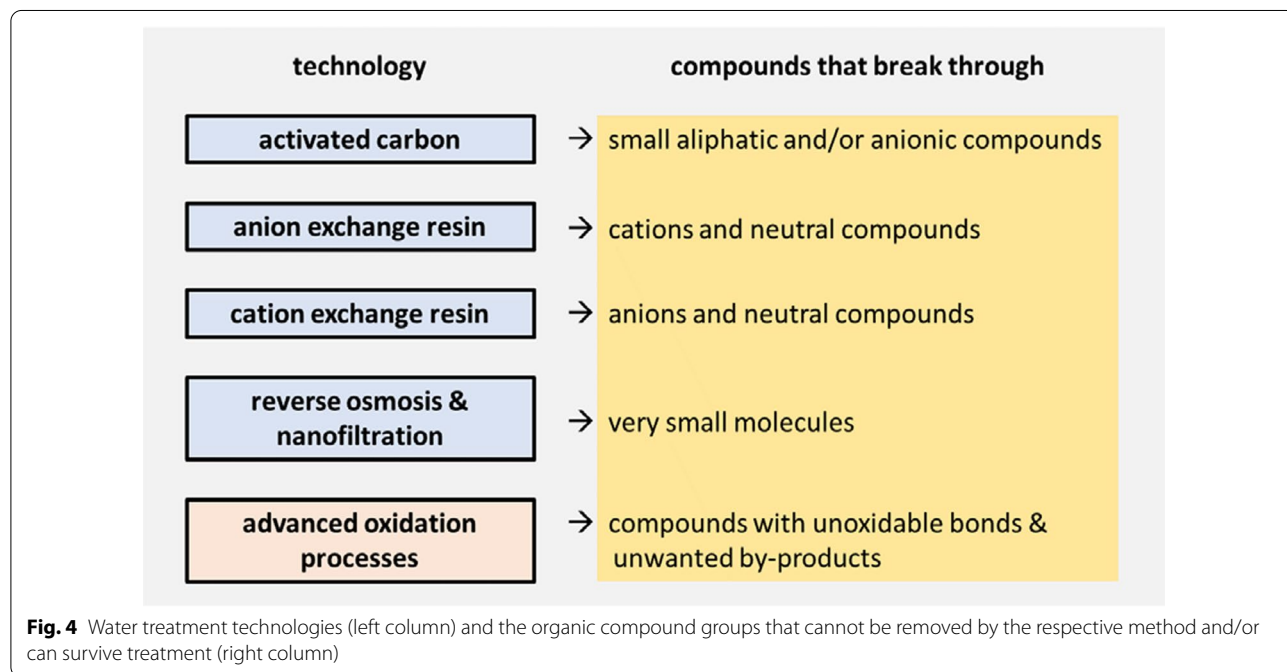 technology compounds that break through
activated carbon → small aliphatic and/or anionic compounds
anion exchange resin → cations and neutral compounds
cation exchange resin → anions and neutral compounds
reverse osmosis &
nanofiltration → very small molecules
advanced oxidation
processes → compounds with unoxidable bonds &
unwanted by-products
Fig. 4 Water treatment technologies (left column) and the organic compound groups that cannot be removed by the respective method and/or
can survive treatment (right column)